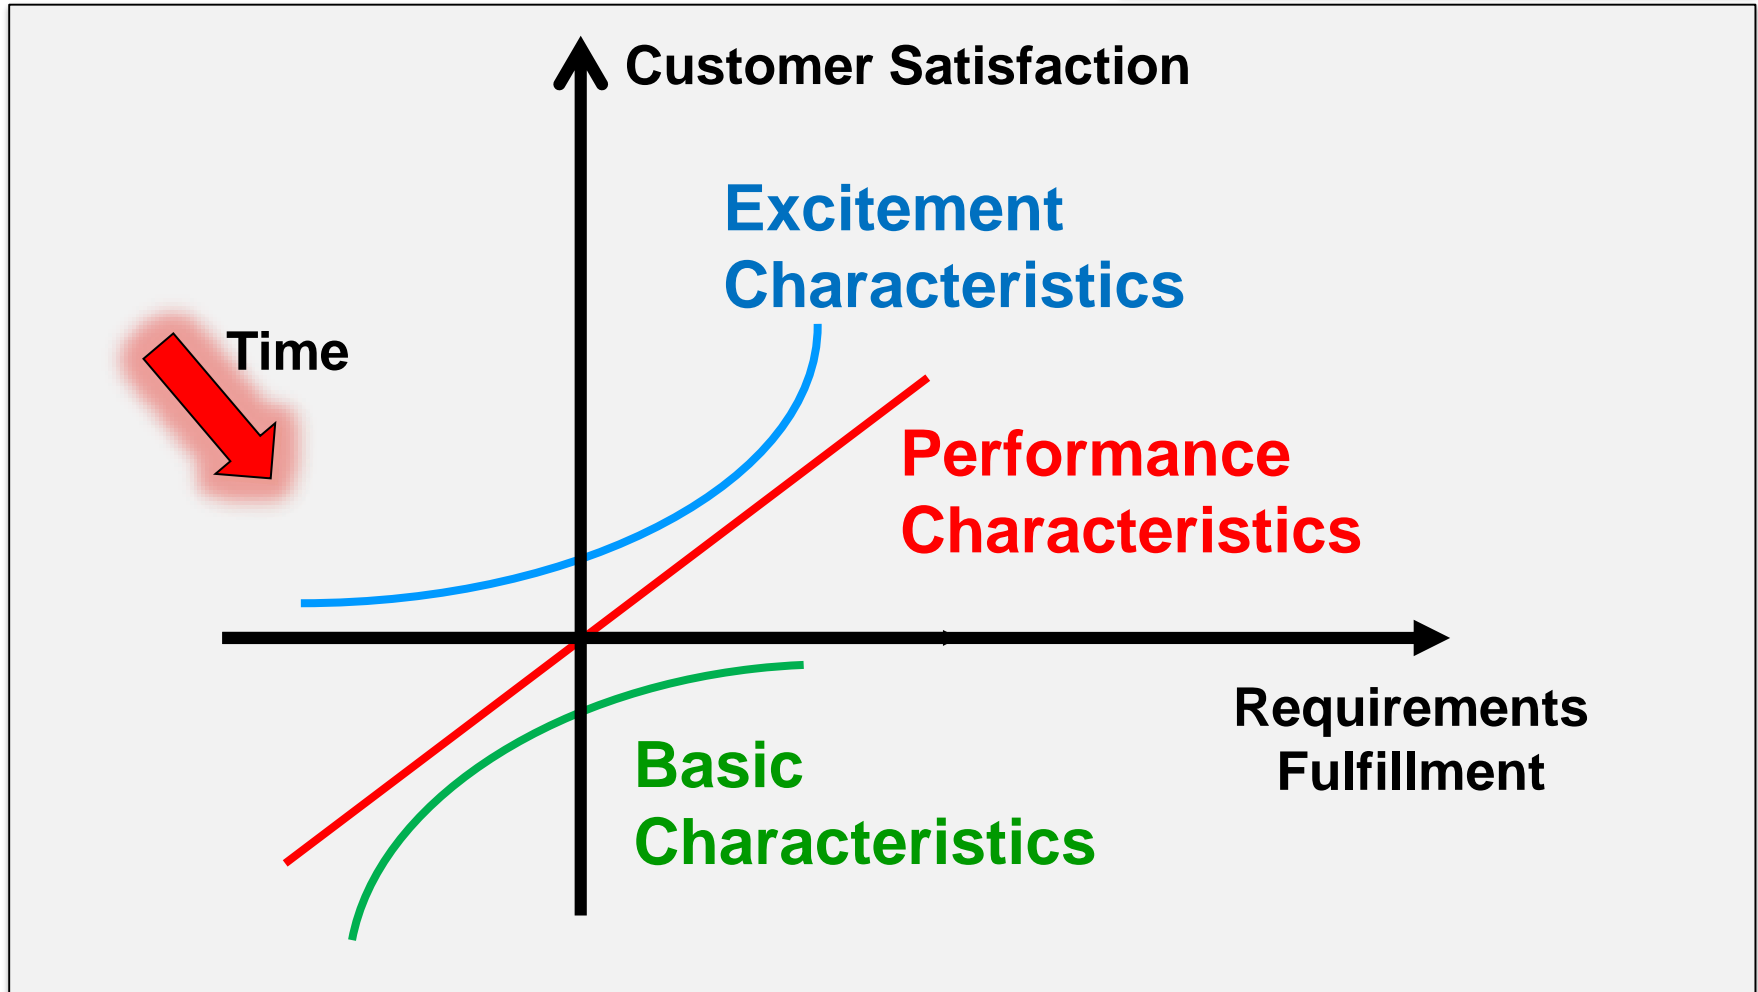 Customer Satisfaction
Excitement
Characteristics
Time
Performance
Characteristics
Requirements
Fulfillment
Basic
Characteristics